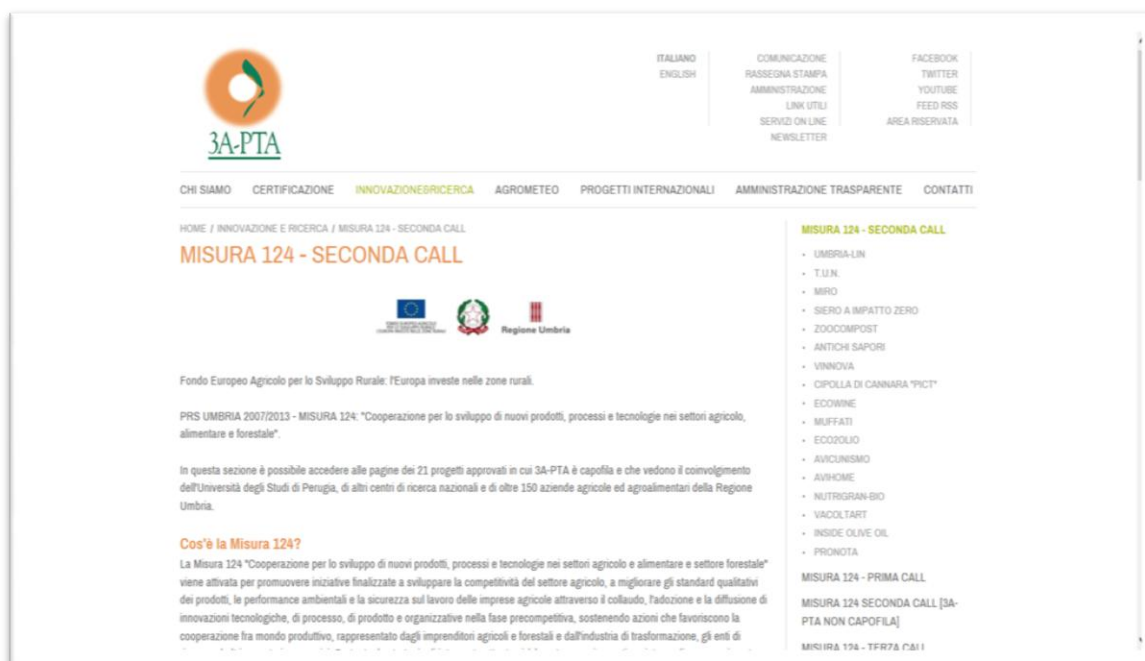 3A-PTA
ITALIANO
ENGLISH
COMUNICAZIONE
RASSEGNA STAMPA
AMMINISTRAZIONE
LINK UTILI
SERVIZI ON LINE
NEWSLETTER
FACEBOOK
TWITTER
YOUTUBE
FEED RSS
AREA RISERVATA
CHI SIAMO CERTIFICAZIONE INNOVAZIONE&RICERCA AGROMETEO PROGETTI INTERNAZIONALI AMMINISTRAZIONE TRASPARENTE CONTATTI
HOME / INNOVAZIONE E RICERCA / MISURA 124 - SECONDA CALL
MISURA 124 - SECONDA CALL
Regione Umbria
Fondo Europeo Agricolo per lo Sviluppo Rurale: l'Europa investe nelle zone rurali.
PRS UMBRIA 2007/2013 - MISURA 124: "Cooperazione per lo sviluppo di nuovi prodotti, processi e tecnologie nei settori agricolo,
alimentare e forestale".
In questa sezione è possibile accedere alle pagine dei 21 progetti approvati in cui 3A-PTA è capofila e che vedono il coinvolgimento
dell'Università degli Studi di Perugia, di altri centri di ricerca nazionali e di oltre 150 aziende agricole ed agroalimentari della Regione
Umbria.
Cos'è la Misura 124?
La Misura 124 "Cooperazione per lo sviluppo di nuovi prodotti, processi e tecnologie nei settori agricolo e alimentare e settore forestale"
viene attivata per promuovere iniziative finalizzate a sviluppare la competitività del settore agricolo, a migliorare gli standard qualitativi
dei prodotti, le performance ambientali e la sicurezza sul lavoro delle imprese agricole attraverso il collaudo, l'adozione e la diffusione di
innovazioni tecnologiche, di processo, di prodotto e organizzative nella fase precompetitiva, sostenendo azioni che favoriscono la
cooperazione fra mondo produttivo, rappresentato dagli imprenditori agricoli e forestali e dall'industria di trasformazione, gli enti di
MISURA 124 - SECONDA CALL
UMBRIA-LIN
T.U.N.
MIRO
SIERO A IMPATTO ZERO
ZOOCOMPOST
ANTICHI SAPORI
VINNOVA
CIPOLLA DI CANNARA "PICT"
ECOWINE
MUFFATI
ECO2OLIO
AVICUNISMO
AVIHOME
NUTRIGRAN-BIO
VACOLTART
INSIDE OLIVE OIL
PRONOTA
MISURA 124 - PRIMA CALL
MISURA 124 SECONDA CALL [3A-
PTA NON CAPOFILA]
MISURA 124 - TERZA CALL